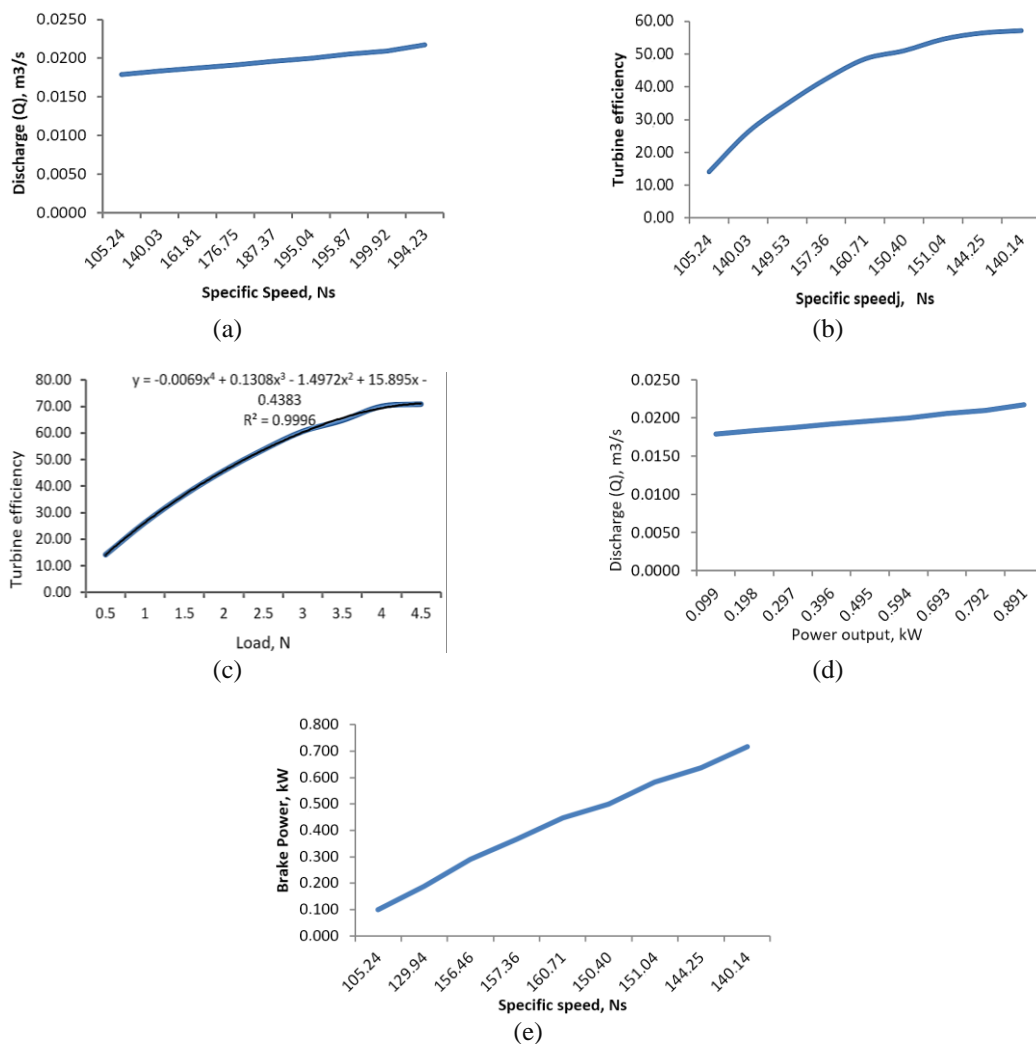 0.0250
0.0200
0.0150
0.0100
0.0050
0.0000
Discharge (Q), m3/s
105.24 140.03 161.81 176.75 187.37 195.04 195.87 199.92 194.23
Specific Speed, Ns
(a)
60.00
50.00
40.00
30.00
20.00
10.00
0.00
Turbine efficiency
105.24 140.03 149.53 157.36 160.71 150.40 151.04 144.25 140.14
Specific speedj, Ns
(b)
y = -0.0069x⁴ + 0.1308x³ - 1.4972x² + 15.895x -
0.4383
R² = 0.9996
80.00
70.00
60.00
50.00
40.00
30.00
20.00
10.00
0.00
Turbine efficiency
0.5 1 1.5 2 2.5 3 3.5 4 4.5
Load, N
(c)
0.0250
0.0200
0.0150
0.0100
0.0050
0.0000
Discharge (Q), m3/s
0.099 0.198 0.297 0.396 0.495 0.594 0.693 0.792 0.891
Power output, kW
(d)
0.800
0.700
0.600
0.500
0.400
0.300
0.200
0.100
0.000
Brake Power, kW
105.24 129.94 156.46 157.36 160.71 150.40 151.04 144.25 140.14
Specific speed, Ns
(e)